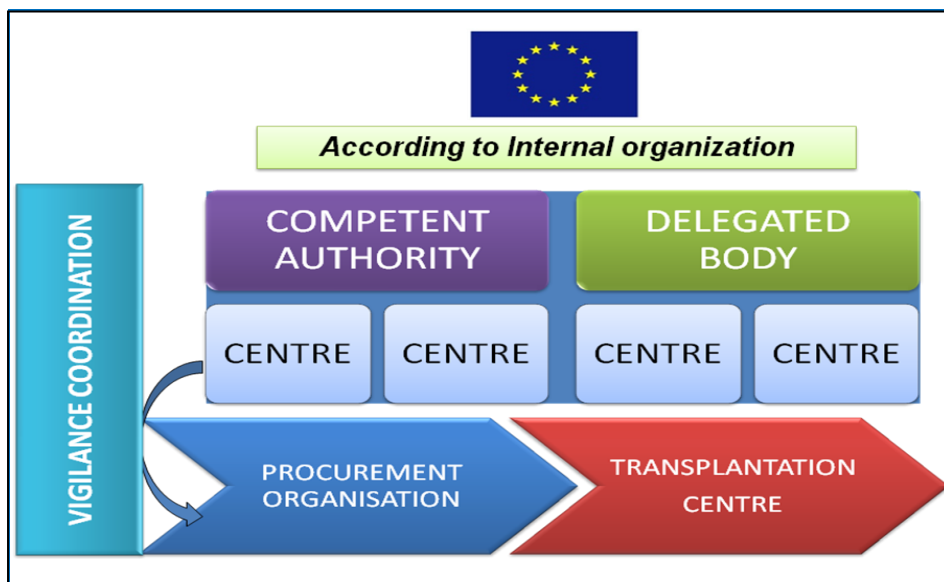 According to Internal organization
VIGILANCE COORDINATION
COMPETENT
AUTHORITY
DELEGATED
BODY
CENTRE
CENTRE
CENTRE
CENTRE
PROCUREMENT
ORGANISATION
TRANSPLANTATION
CENTRE